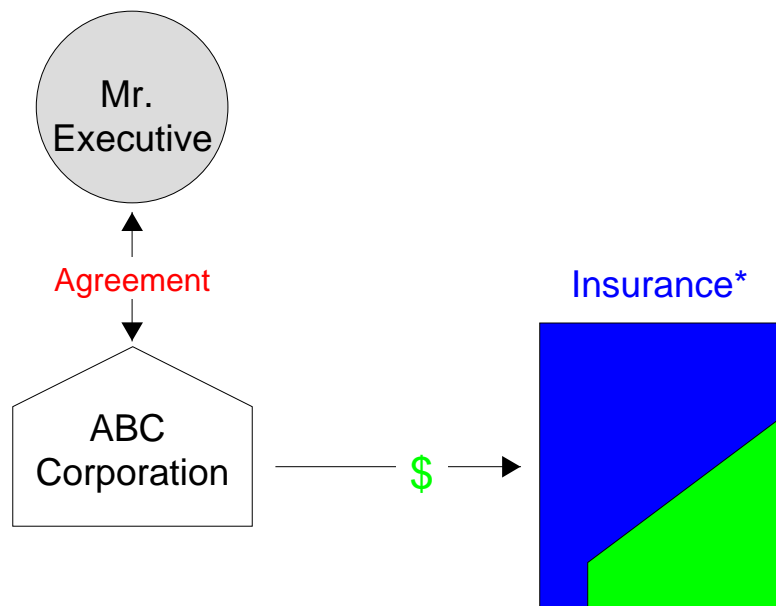 Mr.
Executive
Agreement
Insurance*
ABC
Corporation
$